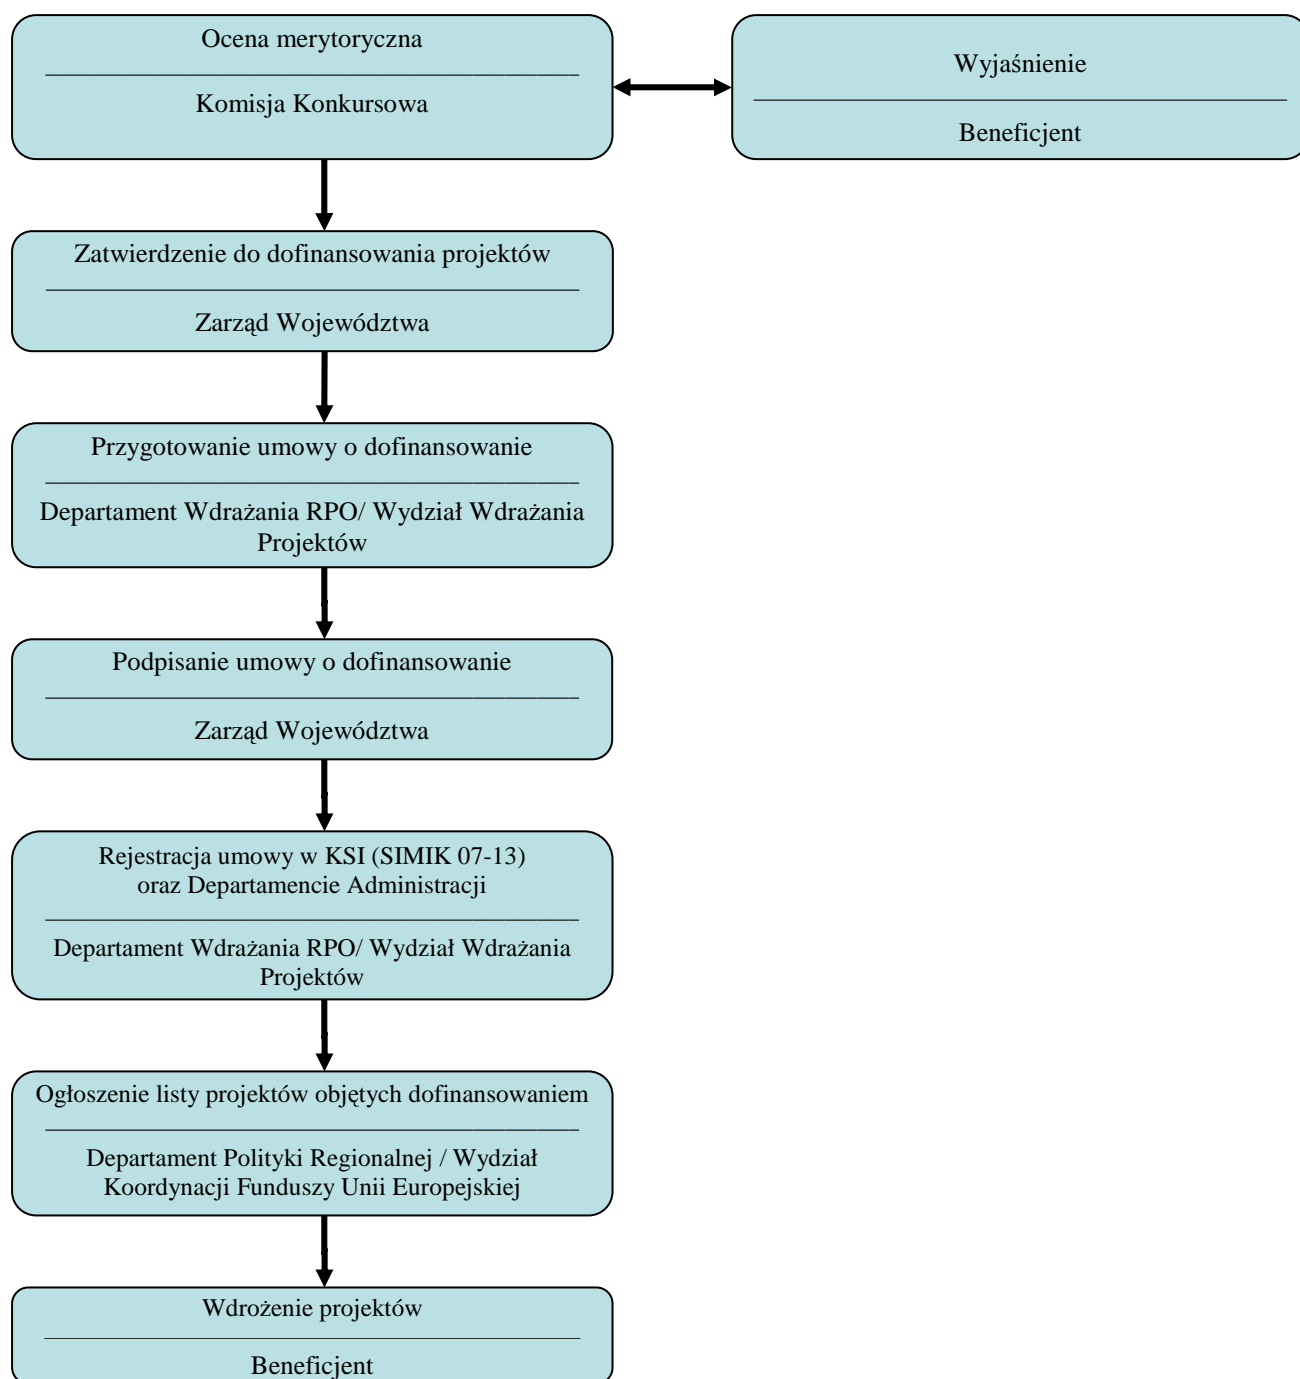 Ocena merytoryczna
Komisja Konkursowa
Wyjaśnienie
Beneficjent
Zatwierdzenie do dofinansowania projektów
Zarząd Województwa
Przygotowanie umowy o dofinansowanie
Departament Wdrażania RPO/ Wydział Wdrażania
Projektów
Podpisanie umowy o dofinansowanie
Zarząd Województwa
Rejestracja umowy w KSI (SIMIK 07-13)
oraz Departamencie Administracji
Departament Wdrażania RPO/ Wydział Wdrażania
Projektów
Ogłoszenie listy projektów objętych dofinansowaniem
Departament Polityki Regionalnej / Wydział
Koordynacji Funduszy Unii Europejskiej
Wdrożenie projektów
Beneficjent